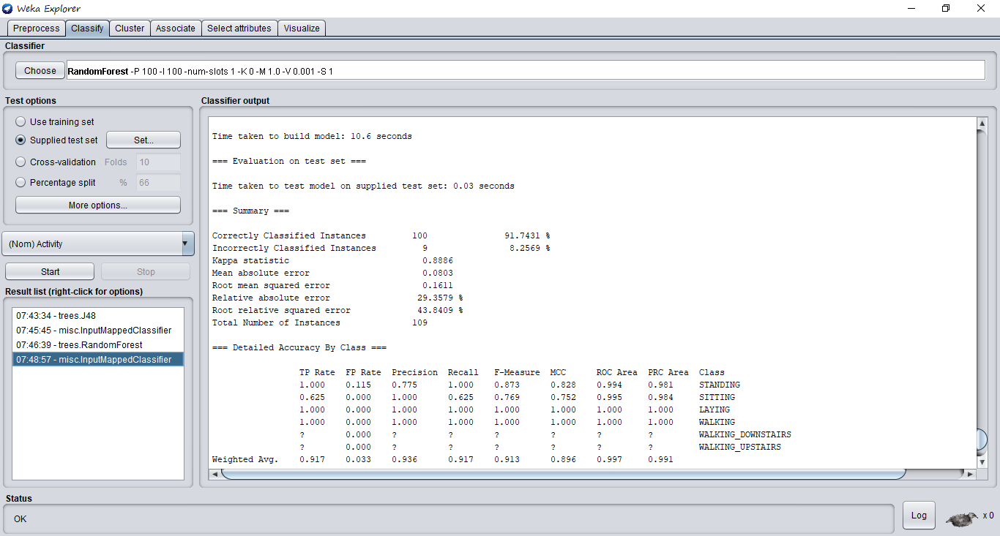 Weka Explorer
Preprocess Classify Cluster Associate Select attributes Visualize
Classifier
Choose RandomForest -P 100 -I 100 -num-slots 1 -K 0 -M 1.0 -V 0.001 -S 1
Test options
Use training set
Supplied test set Set...
Cross-validation Folds 10
Percentage split % 66
More options...
(Nom) Activity
Start Stop
Result list (right-click for options)
07:43:34 - trees.J48
07:45:45 - misc.InputMappedClassifier
07:46:39 - trees.RandomForest
07:48:57 - misc.InputMappedClassifier
Classifier output
Time taken to build model: 10.6 seconds
=== Evaluation on test set ===
Time taken to test model on supplied test set: 0.03 seconds
=== Summary ===
Correctly Classified Instances 100 91.7431 %
Incorrectly Classified Instances 9 8.2569 %
Kappa statistic 0.8886
Mean absolute error 0.0803
Root mean squared error 0.1611
Relative absolute error 29.3579 %
Root relative squared error 43.8409 %
Total Number of Instances 109
=== Detailed Accuracy By Class ===
TP Rate FP Rate Precision Recall F-Measure MCC ROC Area PRC Area Class
1.000 0.115 0.775 1.000 0.873 0.828 0.994 0.981 STANDING
0.625 0.000 1.000 0.625 0.769 0.752 0.995 0.984 SITTING
1.000 0.000 1.000 1.000 1.000 1.000 1.000 1.000 LAYING
1.000 0.000 1.000 1.000 1.000 1.000 1.000 1.000 WALKING
? 0.000 ? ? ? ? ? ? WALKING_DOWNSTAIRS
? 0.000 ? ? ? ? ? ? WALKING_UPSTAIRS
Weighted Avg. 0.917 0.033 0.936 0.917 0.913 0.896 0.997 0.991
Status
OK
Log
x 0